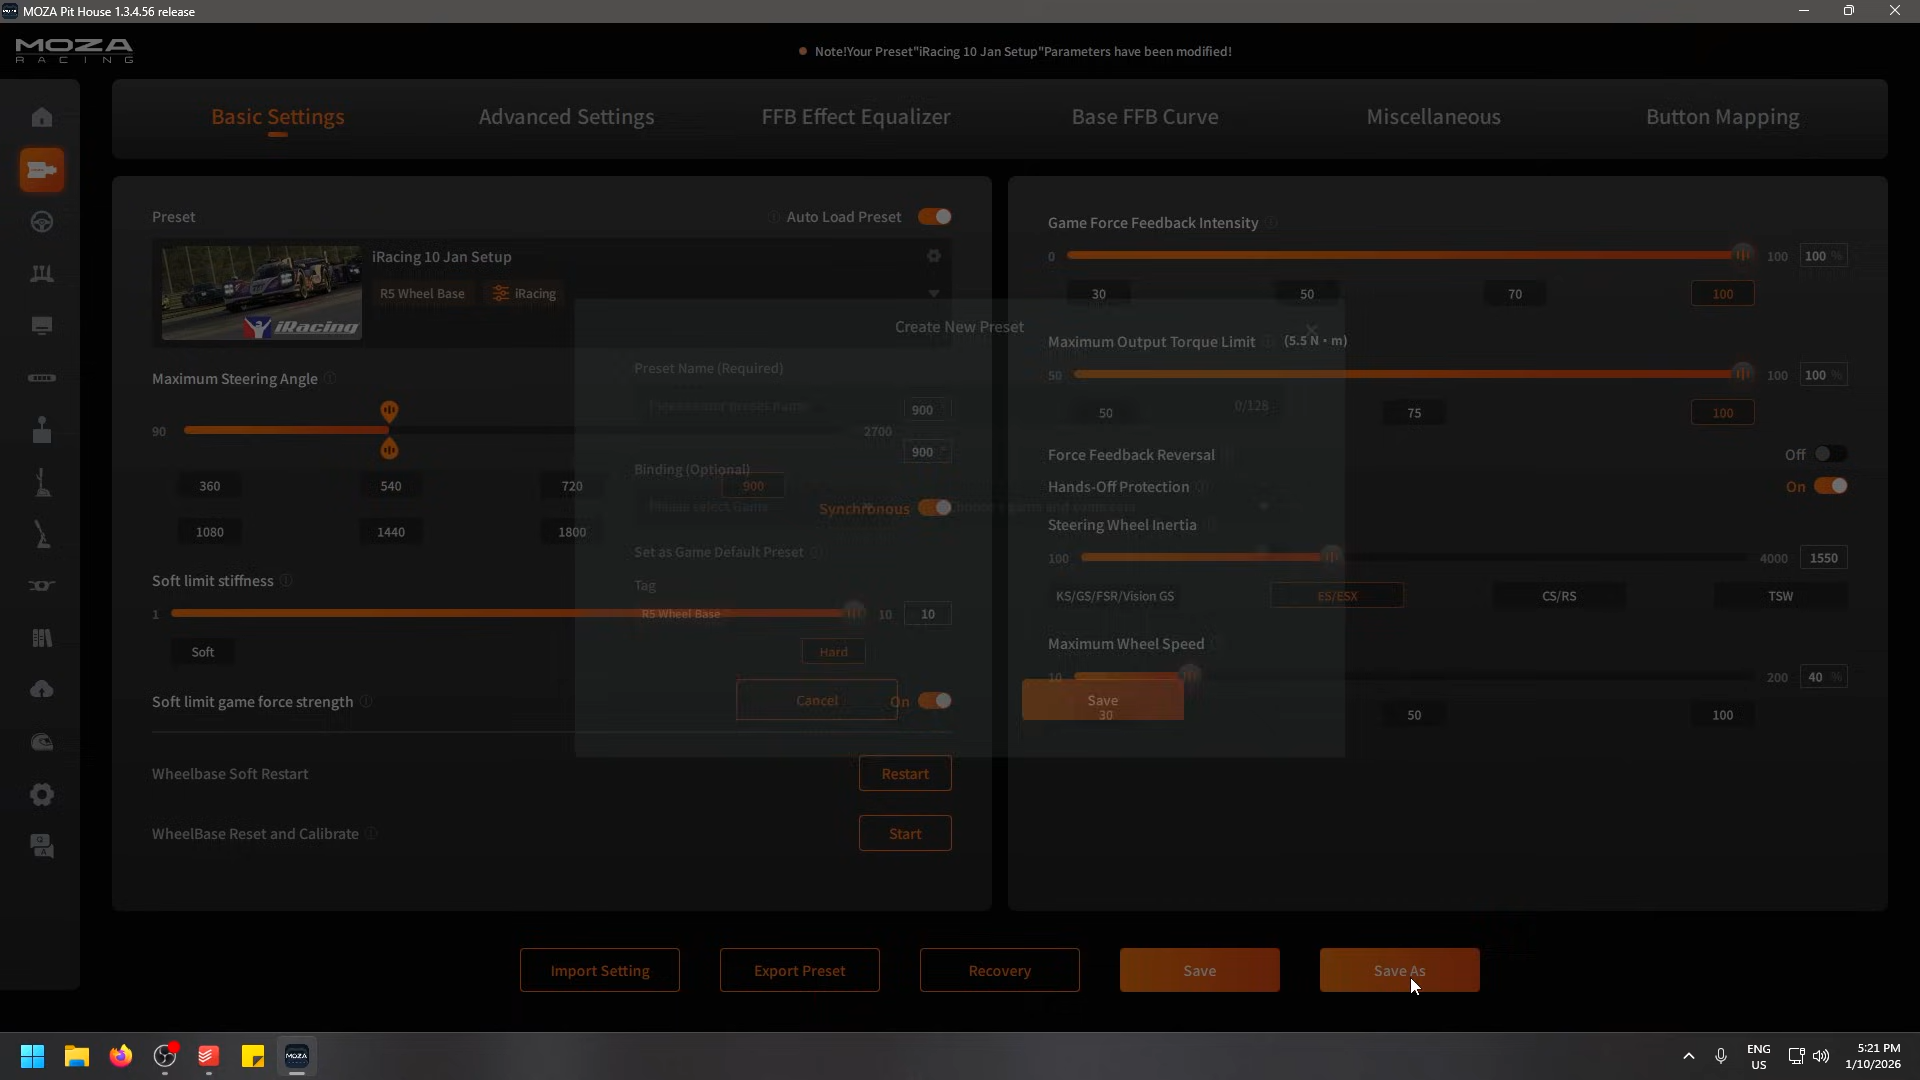 MOZA Pit House 1.3.4.56 release
MOZA
RACING
Note!Your Preset"iRacing 10 Jan Setup"Parameters have been modified!
Basic Settings
Advanced Settings
FFB Effect Equalizer
Base FFB Curve
Miscellaneous
Button Mapping
Preset
Auto Load Preset
iRacing 10 Jan Setup
R5 Wheel Base
iRacing
iRacing
Maximum Steering Angle
90
2700
900
900
360
540
720
900
1080
1440
1800
Synchronous
Soft limit stiffness
1
10
10
Soft
Hard
Soft limit game force strength
On
Wheelbase Soft Restart
Restart
WheelBase Reset and Calibrate
Start
Game Force Feedback Intensity
0
100
100 %
30
50
70
100
Maximum Output Torque Limit
(5.5 N·m)
50
100
100 %
50
75
100
Force Feedback Reversal
Off
Hands-Off Protection
On
Steering Wheel Inertia
100
4000
1550
KS/GS/FSR/Vision GS
ES/ESX
CS/RS
TSW
Maximum Wheel Speed
10
200
40 %
30
50
100
Create New Preset
Preset Name (Required)
0/128
Binding (Optional)
Please select Game
Set as Game Default Preset
Tag
R5 Wheel Base
Cancel
Save
Import Setting
Export Preset
Recovery
Save
Save As
MOZA
ENG
US
5:21 PM
1/10/2026